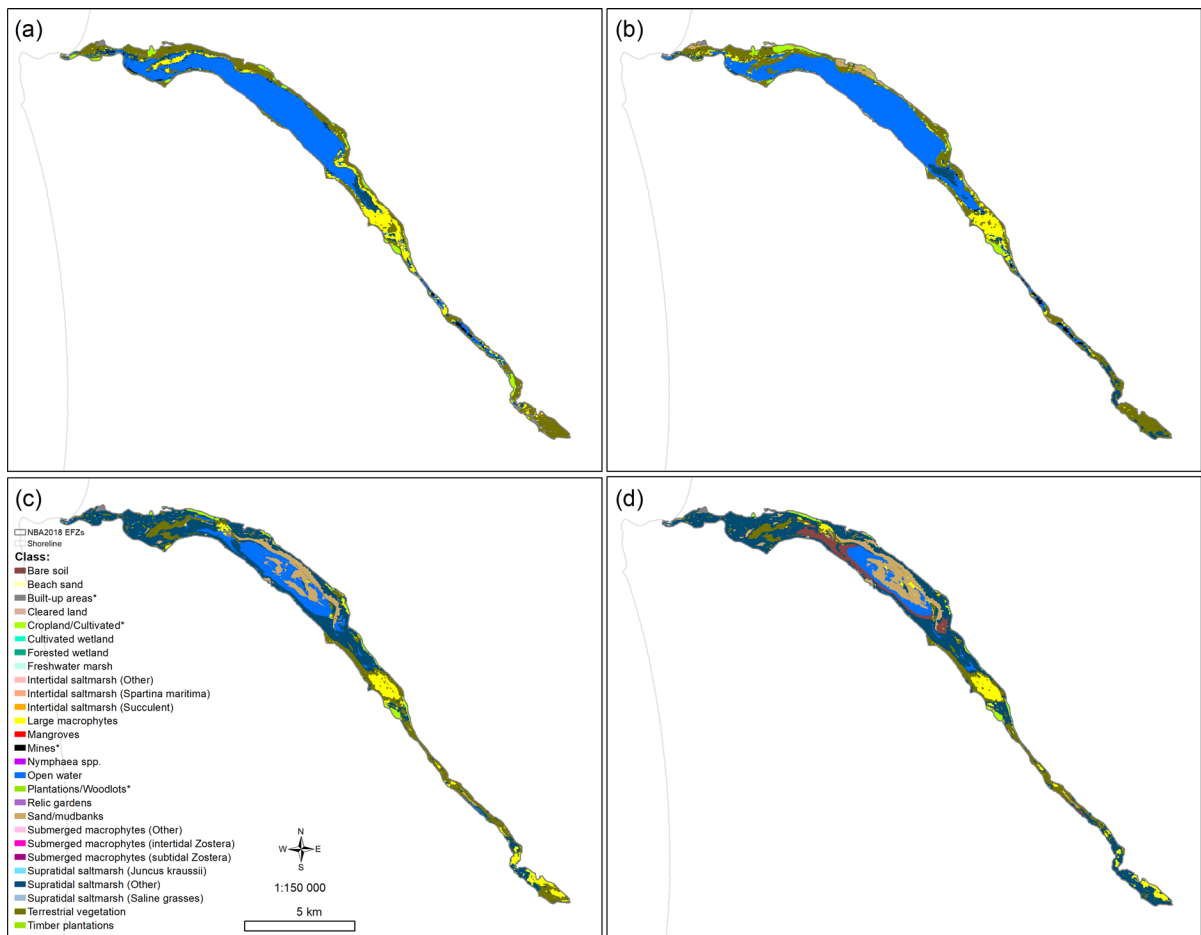 (a)
(b)
(c)
NBA2018 EFZs
Shoreline
Class:
Bare soil
Beach sand
Built-up areas*
Cleared land
Cropland/Cultivated*
Cultivated wetland
Forested wetland
Freshwater marsh
Intertidal saltmarsh (Other)
Intertidal saltmarsh (Spartina maritima)
Intertidal saltmarsh (Succulent)
Large macrophytes
Mangroves
Mines*
Nymphaea spp.
Open water
Plantations/Woodlots*
Relic gardens
Sand/mudbanks
Submerged macrophytes (Other)
Submerged macrophytes (intertidal Zostera)
Submerged macrophytes (subtidal Zostera)
Supratidal saltmarsh (Juncus kraussii)
Supratidal saltmarsh (Other)
Supratidal saltmarsh (Saline grasses)
Terrestrial vegetation
Timber plantations
N
W E
S
1:150 000
5 km
(d)